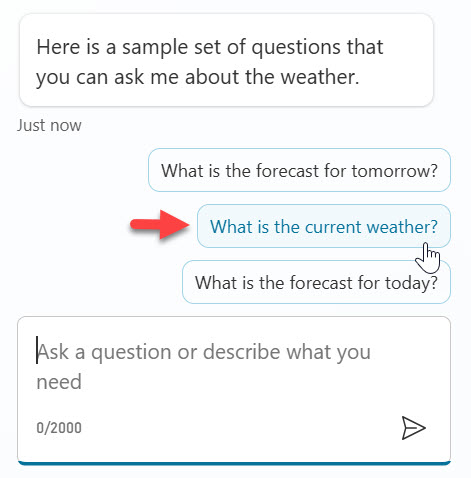 Here is a sample set of questions that
you can ask me about the weather.
Just now
What is the forecast for tomorrow?
What is the current weather?
What is the forecast for today?
Ask a question or describe what you
need
0/2000